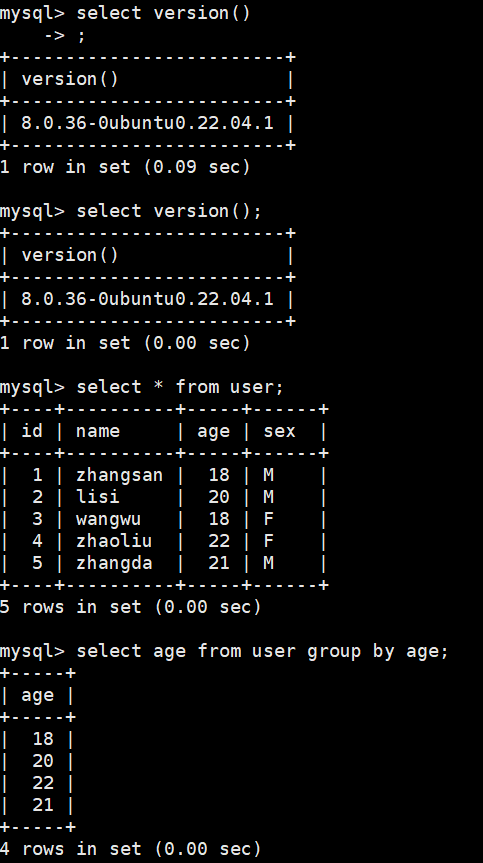 mysql> select version()
    -> ;
+-------------------------+
| version()               |
+-------------------------+
| 8.0.36-0ubuntu0.22.04.1 |
+-------------------------+
1 row in set (0.09 sec)

mysql> select version();
+-------------------------+
| version()               |
+-------------------------+
| 8.0.36-0ubuntu0.22.04.1 |
+-------------------------+
1 row in set (0.00 sec)

mysql> select * from user;
+----+----------+-----+------+
| id | name     | age | sex  |
+----+----------+-----+------+
|  1 | zhangsan |  18 | M    |
|  2 | lisi     |  20 | M    |
|  3 | wangwu   |  18 | F    |
|  4 | zhaoliu  |  22 | F    |
|  5 | zhangda  |  21 | M    |
+----+----------+-----+------+
5 rows in set (0.00 sec)

mysql> select age from user group by age;
+-----+
| age |
+-----+
|  18 |
|  20 |
|  22 |
|  21 |
+-----+
4 rows in set (0.00 sec)